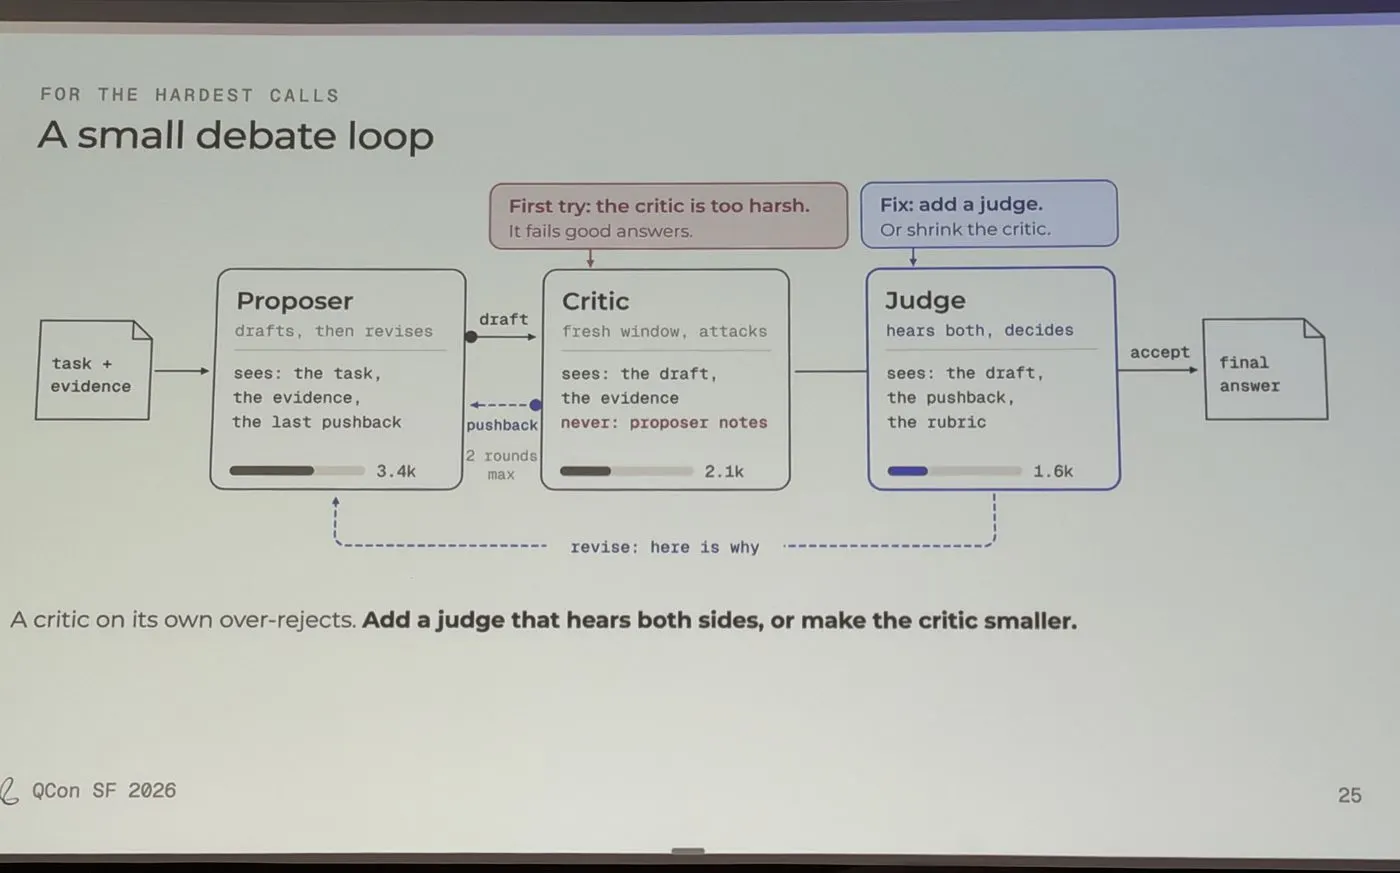 FOR THE HARDEST CALLS
A small debate loop
First try: the critic is too harsh.
It fails good answers.
Fix: add a judge.
Or shrink the critic.
task +
evidence
Proposer
drafts, then revises
sees: the task,
the evidence,
the last pushback
3.4k
draft
pushback
2 rounds
max
Critic
fresh window, attacks
sees: the draft,
the evidence
never: proposer notes
2.1k
Judge
hears both, decides
sees: the draft,
the pushback,
the rubric
1.6k
accept
final
answer
revise: here is why
A critic on its own over-rejects. Add a judge that hears both sides, or make the critic smaller.
QCon SF 2026
25